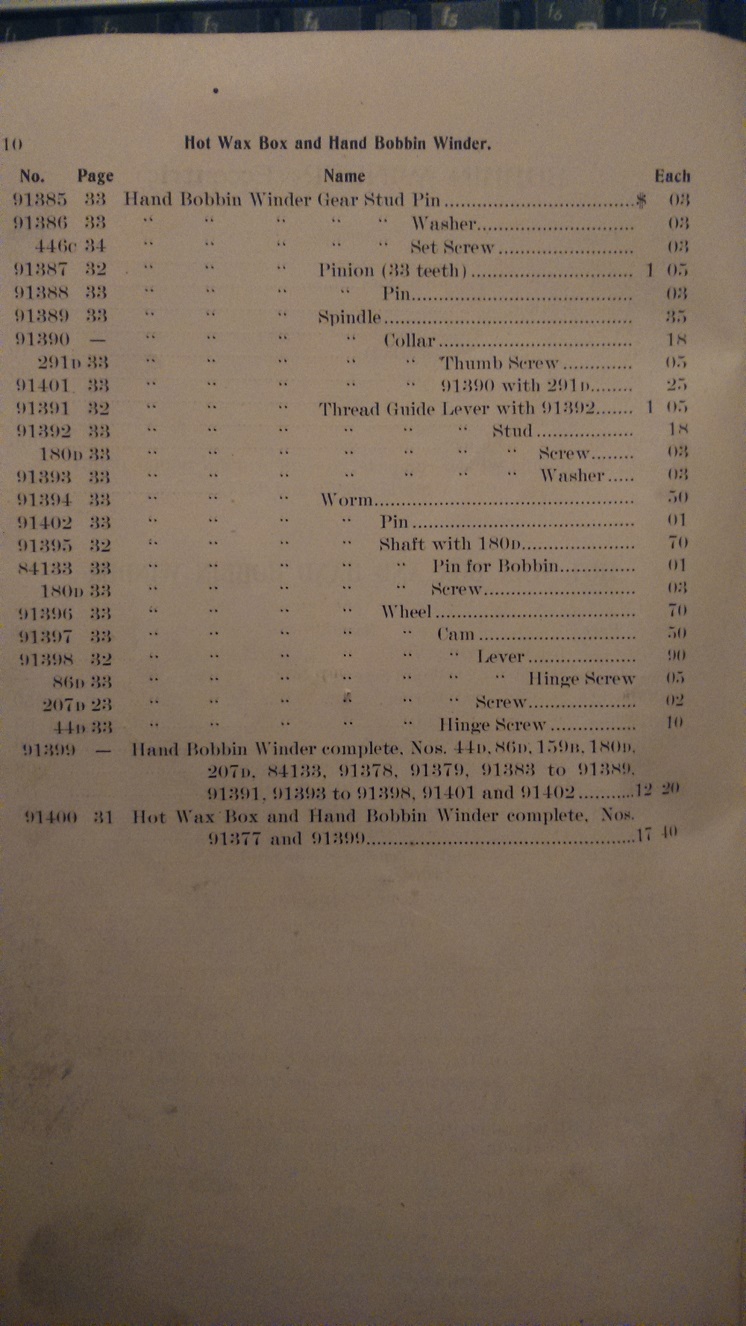 f1 f2 f3 f4 f5 f6 f7
10 Hot Wax Box and Hand Bobbin Winder.
No. Page Name Each
91385 33 Hand Bobbin Winder Gear Stud Pin........................$ 03
91386 33 " " " " " Washer.................... 03
446C 34 " " " " " Set Screw................. 03
91387 32 " " " Pinion (33 teeth)..................... 1 05
91388 33 " " " " Pin............................. 03
91389 33 " " " Spindle................................. 35
91390 — " " " " Collar......................... 18
291D 33 " " " " " Thumb Screw......... 05
91401 33 " " " " " 91390 with 291D....... 25
91391 32 " " " Thread Guide Lever with 91392...... 1 05
91392 33 " " " " " " Stud............. 18
180D 33 " " " " " " " Screw........ 03
91393 33 " " " " " " " Washer..... 03
91394 33 " " " Worm.................................. 50
91402 33 " " " " Pin............................. 01
91395 32 " " " " Shaft with 180D.............. 70
84133 33 " " " " " Pin for Bobbin.......... 01
180D 33 " " " " " Screw.................... 03
91396 33 " " " " Wheel.......................... 70
91397 33 " " " " " Cam..................... 50
91398 32 " " " " " " Lever.............. 90
86D 33 " " " " " " " Hinge Screw 05
207D 23 " " " " " " Screw.............. 02
44D 33 " " " " " Hinge Screw........... 10
91399 — Hand Bobbin Winder complete, Nos. 44D, 86D, 159B, 180D,
207D, 84133, 91378, 91379, 91383 to 91389,
91391, 91393 to 91398, 91401 and 91402..........12 20
91400 31 Hot Wax Box and Hand Bobbin Winder complete, Nos.
91377 and 91399.......................................17 40